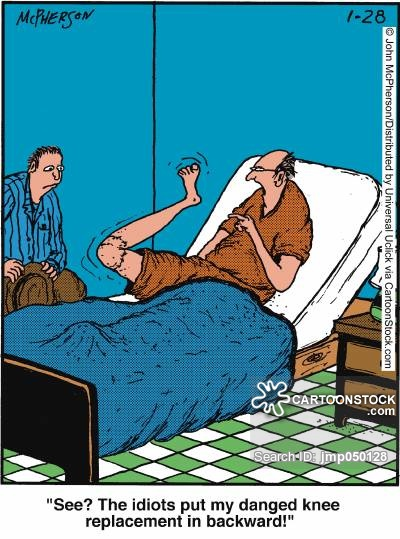 McPHERSON
1-28
© John McPherson/Distributed by Universal Uclick via CartoonStock.com
CARTOONSTOCK
.com
Search ID: jmp050128
"See? The idiots put my danged knee
replacement in backward!"